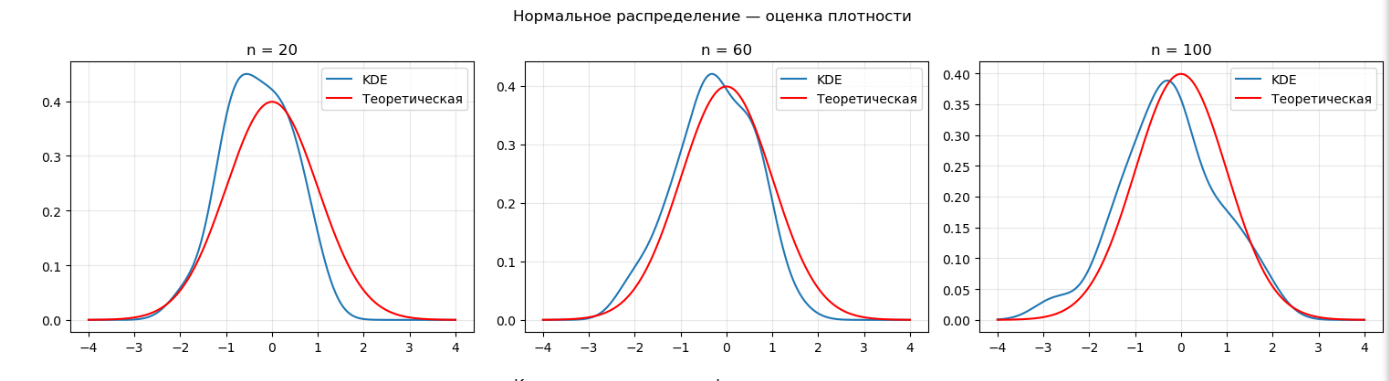 Нормальное распределение — оценка плотности
n = 20
n = 60
n = 100
KDE
Теоретическая
KDE
Теоретическая
KDE
Теоретическая
0.4
0.3
0.2
0.1
0.0
−4 −3 −2 −1 0 1 2 3 4
0.4
0.3
0.2
0.1
0.0
−4 −3 −2 −1 0 1 2 3 4
0.40
0.35
0.30
0.25
0.20
0.15
0.10
0.05
0.00
−4 −3 −2 −1 0 1 2 3 4